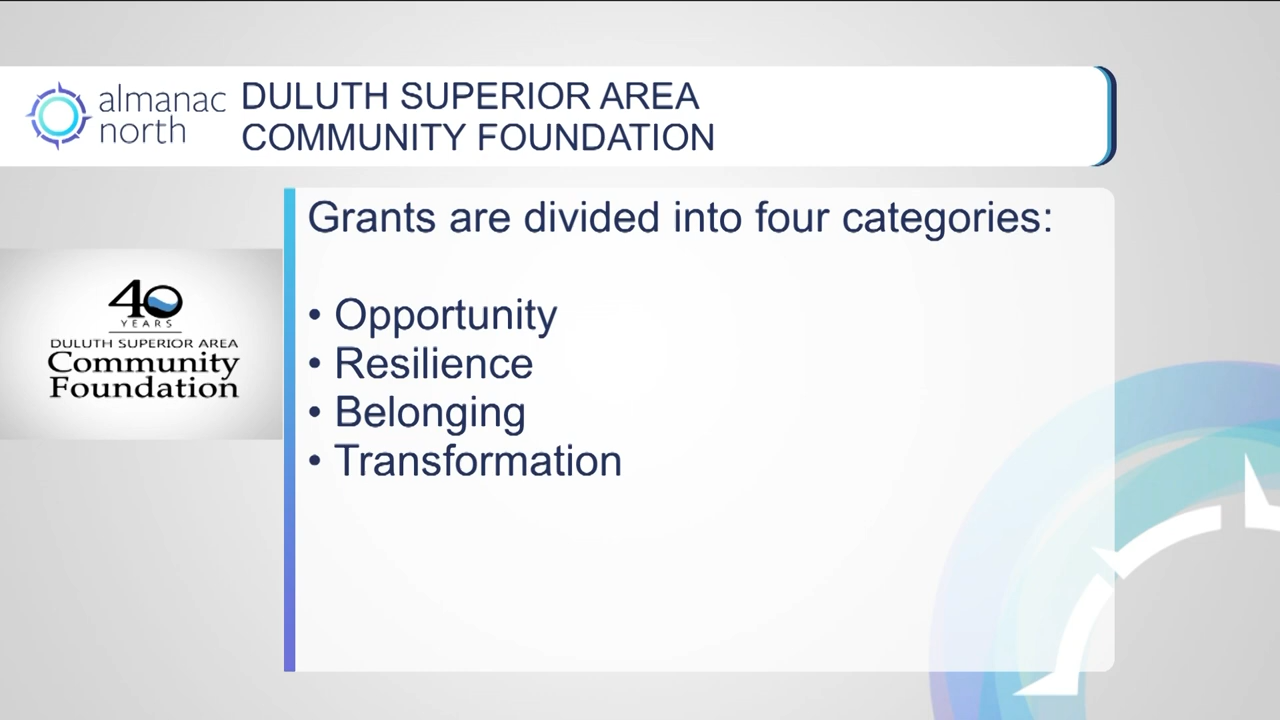 almanac
north
DULUTH SUPERIOR AREA
COMMUNITY FOUNDATION
Grants are divided into four categories:
40
YEARS
DULUTH SUPERIOR AREA
Community
Foundation
• Opportunity
• Resilience
• Belonging
• Transformation